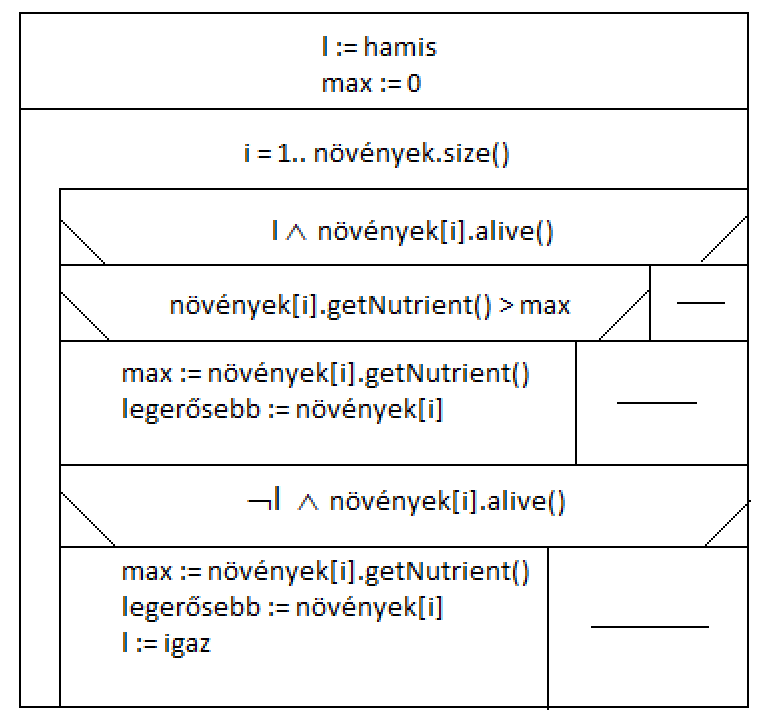 l := hamis
max := 0
i = 1.. növények.size()
l ∧ növények[i].alive()
növények[i].getNutrient() > max
max := növények[i].getNutrient()
legerősebb := növények[i]
¬l ∧ növények[i].alive()
max := növények[i].getNutrient()
legerősebb := növények[i]
l := igaz